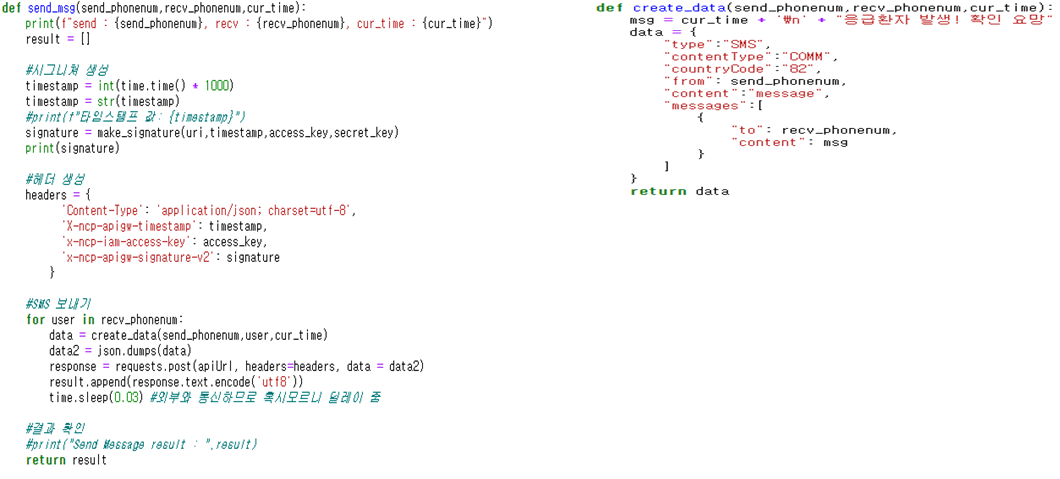 def send_msg(send_phonenum,recv_phonenum,cur_time):
    print(f"send : {send_phonenum}, recv : {recv_phonenum}, cur_time : {cur_time}")
    result = []

    #시그니쳐 생성
    timestamp = int(time.time() * 1000)
    timestamp = str(timestamp)
    #print(f"타임스탬프 값: {timestamp}")
    signature = make_signature(uri,timestamp,access_key,secret_key)
    print(signature)

    #헤더 생성
    headers = {
        'Content-Type': 'application/json; charset=utf-8',
        'X-ncp-apigw-timestamp': timestamp,
        'x-ncp-iam-access-key': access_key,
        'x-ncp-apigw-signature-v2': signature
    }

    #SMS 보내기
    for user in recv_phonenum:
        data = create_data(send_phonenum,user,cur_time)
        data2 = json.dumps(data)
        response = requests.post(apiUrl, headers=headers, data = data2)
        result.append(response.text.encode('utf8'))
        time.sleep(0.03) #외부와 통신하므로 혹시모르니 딜레이 줌

    #결과 확인
    #print("Send Message result : ",result)
    return result

def create_data(send_phonenum,recv_phonenum,cur_time):
    msg = cur_time + '₩n' + "응급환자 발생! 확인 요망"
    data = {
        "type":"SMS",
        "contentType":"COMM",
        "countryCode":"82",
        "from": send_phonenum,
        "content":"message",
        "messages":[
            {
                "to": recv_phonenum,
                "content": msg
            }
        ]
    }
    return data